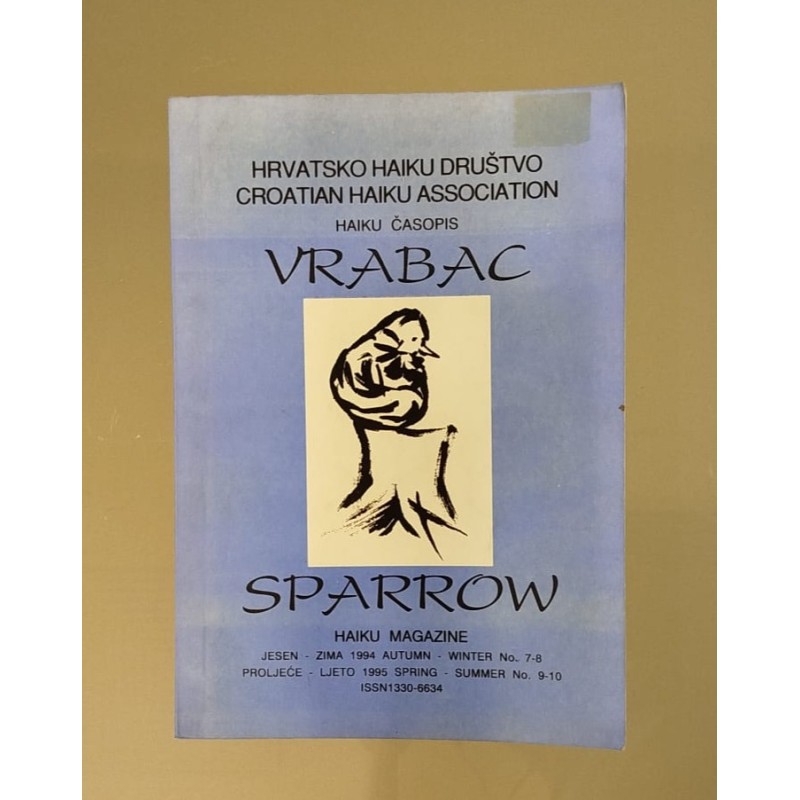 HRVATSKO HAIKU DRUŠTVO
CROATIAN HAIKU ASSOCIATION
HAIKU ČASOPIS
VRABAC
SPARROW
HAIKU MAGAZINE
JESEN - ZIMA 1994 AUTUMN - WINTER No. 7-8
PROLJEĆE - LJETO 1995 SPRING - SUMMER No. 9-10
ISSN1330-6634